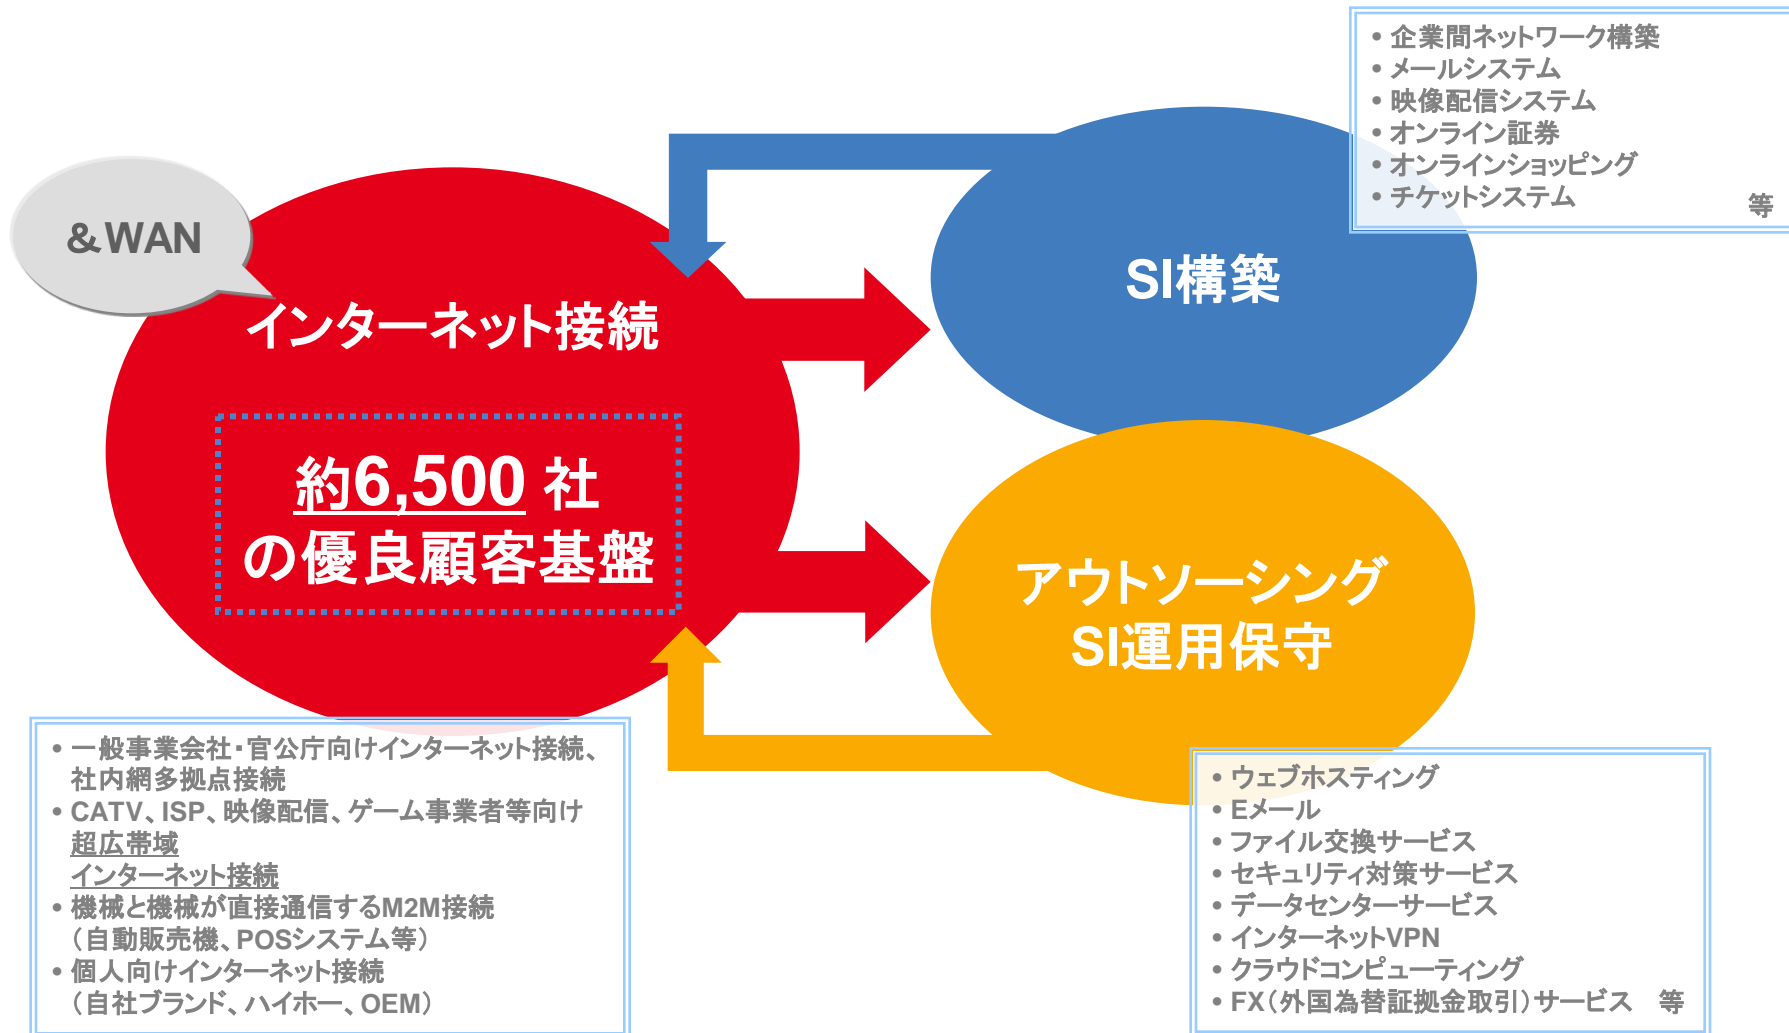 &WAN
インターネット接続
約6,500 社
の優良顧客基盤
• 一般事業会社・官公庁向けインターネット接続、
社内網多拠点接続
• CATV、ISP、映像配信、ゲーム事業者等向け
超広帯域
インターネット接続
• 機械と機械が直接通信するM2M接続
（自動販売機、POSシステム等）
• 個人向けインターネット接続
（自社ブランド、ハイホー、OEM）
• 企業間ネットワーク構築
• メールシステム
• 映像配信システム
• オンライン証券
• オンラインショッピング
• チケットシステム 等
SI構築
アウトソーシング
SI運用保守
• ウェブホスティング
• Eメール
• ファイル交換サービス
• セキュリティ対策サービス
• データセンターサービス
• インターネットVPN
• クラウドコンピューティング
• FX（外国為替証拠金取引）サービス 等